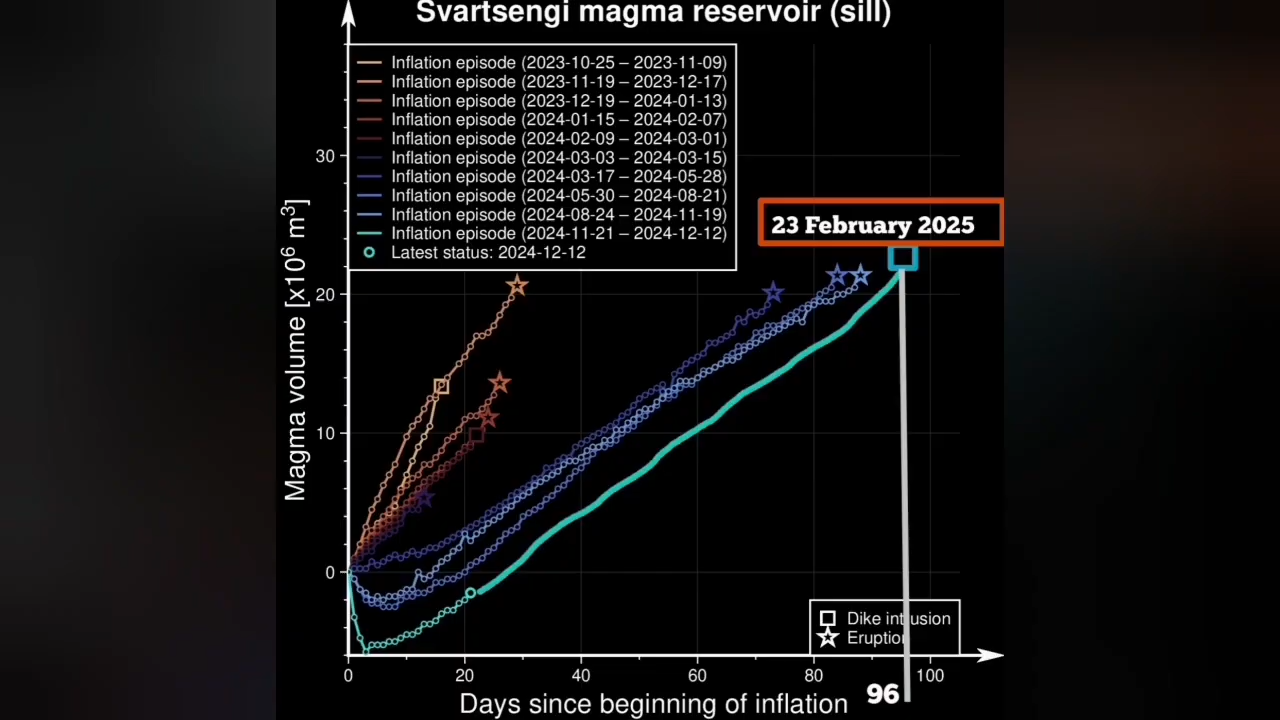 Svartsengi magma reservoir (sill)
Inflation episode (2023-10-25 – 2023-11-09)
Inflation episode (2023-11-19 – 2023-12-17)
Inflation episode (2023-12-19 – 2024-01-13)
Inflation episode (2024-01-15 – 2024-02-07)
Inflation episode (2024-02-09 – 2024-03-01)
Inflation episode (2024-03-03 – 2024-03-15)
Inflation episode (2024-03-17 – 2024-05-28)
Inflation episode (2024-05-30 – 2024-08-21)
Inflation episode (2024-08-24 – 2024-11-19)
Inflation episode (2024-11-21 – 2024-12-12)
Latest status: 2024-12-12
23 February 2025
30
20
10
0
Magma volume [x10⁶ m³]
Dike intrusion
Eruption
0 20 40 60 80 100
Days since beginning of inflation
96